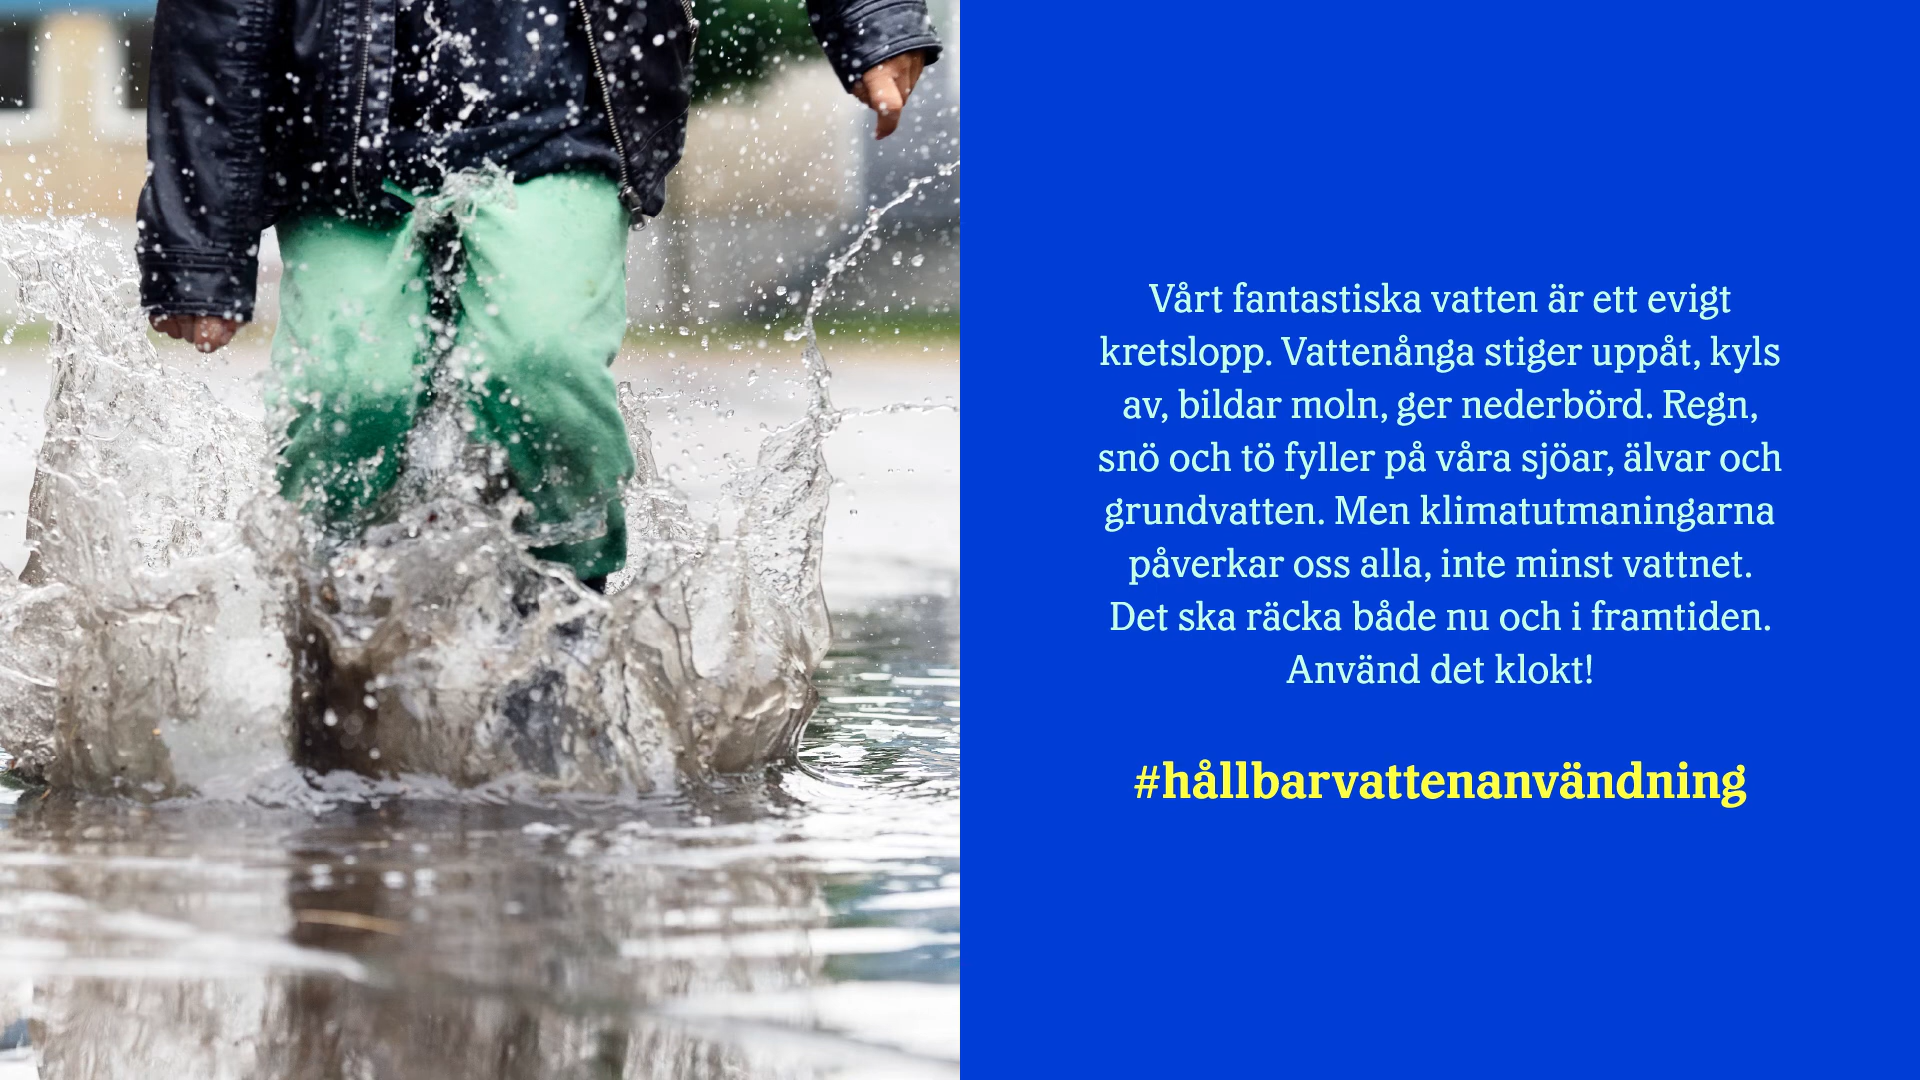 Vårt fantastiska vatten är ett evigt
kretslopp. Vattenånga stiger uppåt, kyls
av, bildar moln, ger nederbörd. Regn,
snö och tö fyller på våra sjöar, älvar och
grundvatten. Men klimatutmaningarna
påverkar oss alla, inte minst vattnet.
Det ska räcka både nu och i framtiden.
Använd det klokt!
#hållbarvattenanvändning